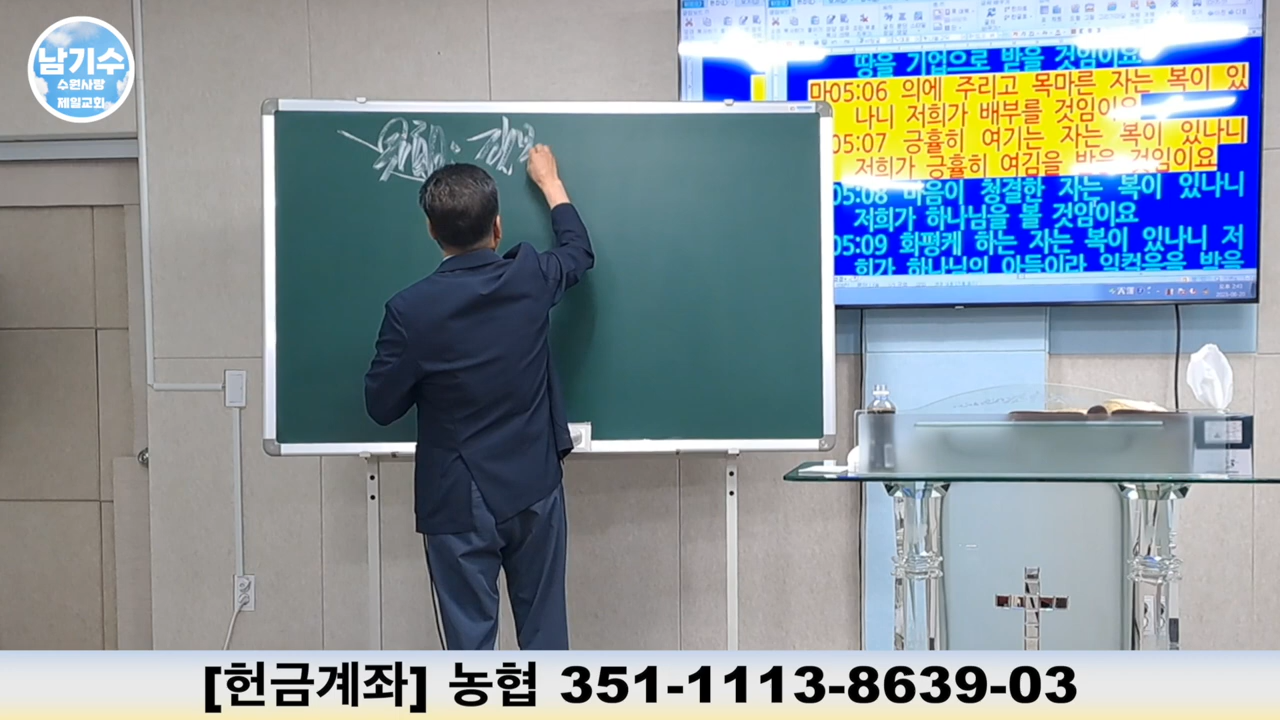 남기수
수원사랑
제일교회
땅을 기업으로 받을 것임이요
마05:06 의에 주리고 목마른 자는 복이 있
나니 저희가 배부를 것임이요
05:07 긍휼히 여기는 자는 복이 있나니
저희가 긍휼히 여김을 받을 것임이요
05:08 마음이 청결한 자는 복이 있나니
저희가 하나님을 볼 것임이요
05:09 화평케 하는 자는 복이 있나니 저
희가 하나님의 아들이라 일컬음을 받을
[헌금계좌] 농협 351-1113-8639-03